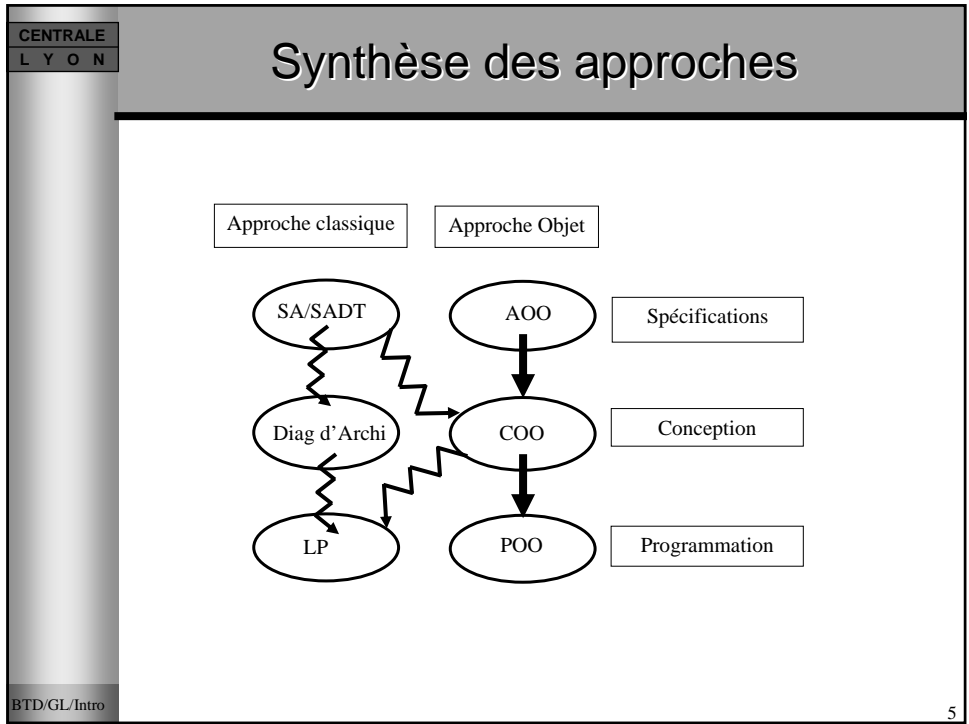 CENTRALE
L Y O N
Synthèse des approches
Approche classique
Approche Objet
SA/SADT
AOO
Spécifications
Diag d’Archi
COO
Conception
LP
POO
Programmation
BTD/GL/Intro
5